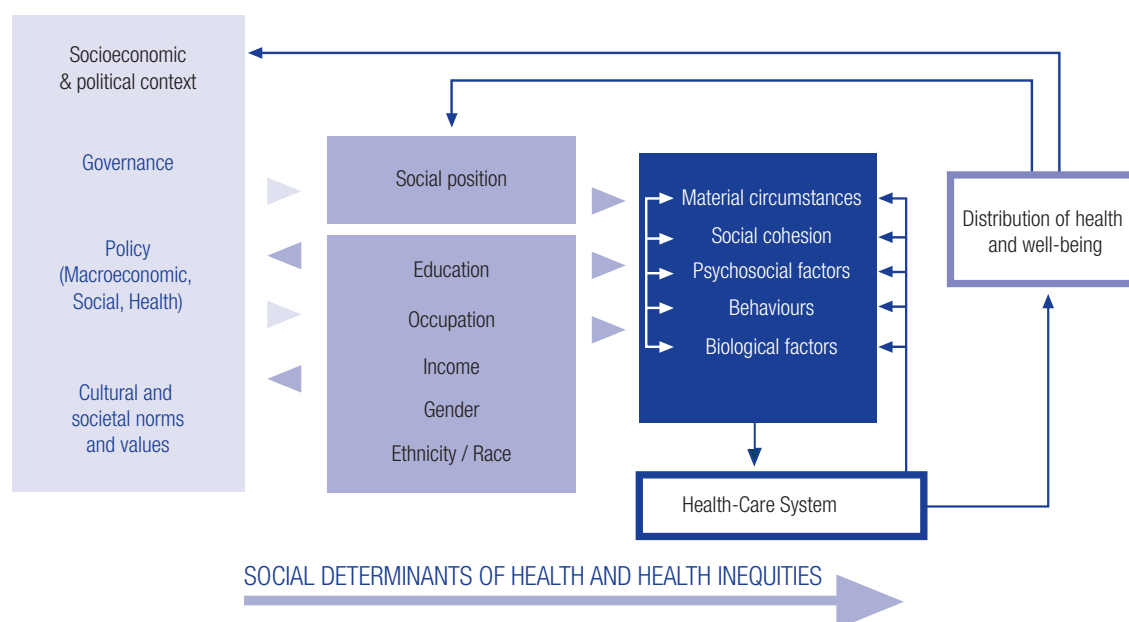 Socioeconomic
& political context
Governance
Policy
(Macroeconomic,
Social, Health)
Cultural and
societal norms
and values
Social position
Education
Occupation
Income
Gender
Ethnicity / Race
Material circumstances
Social cohesion
Psychosocial factors
Behaviours
Biological factors
Health-Care System
Distribution of health
and well-being
SOCIAL DETERMINANTS OF HEALTH AND HEALTH INEQUITIES